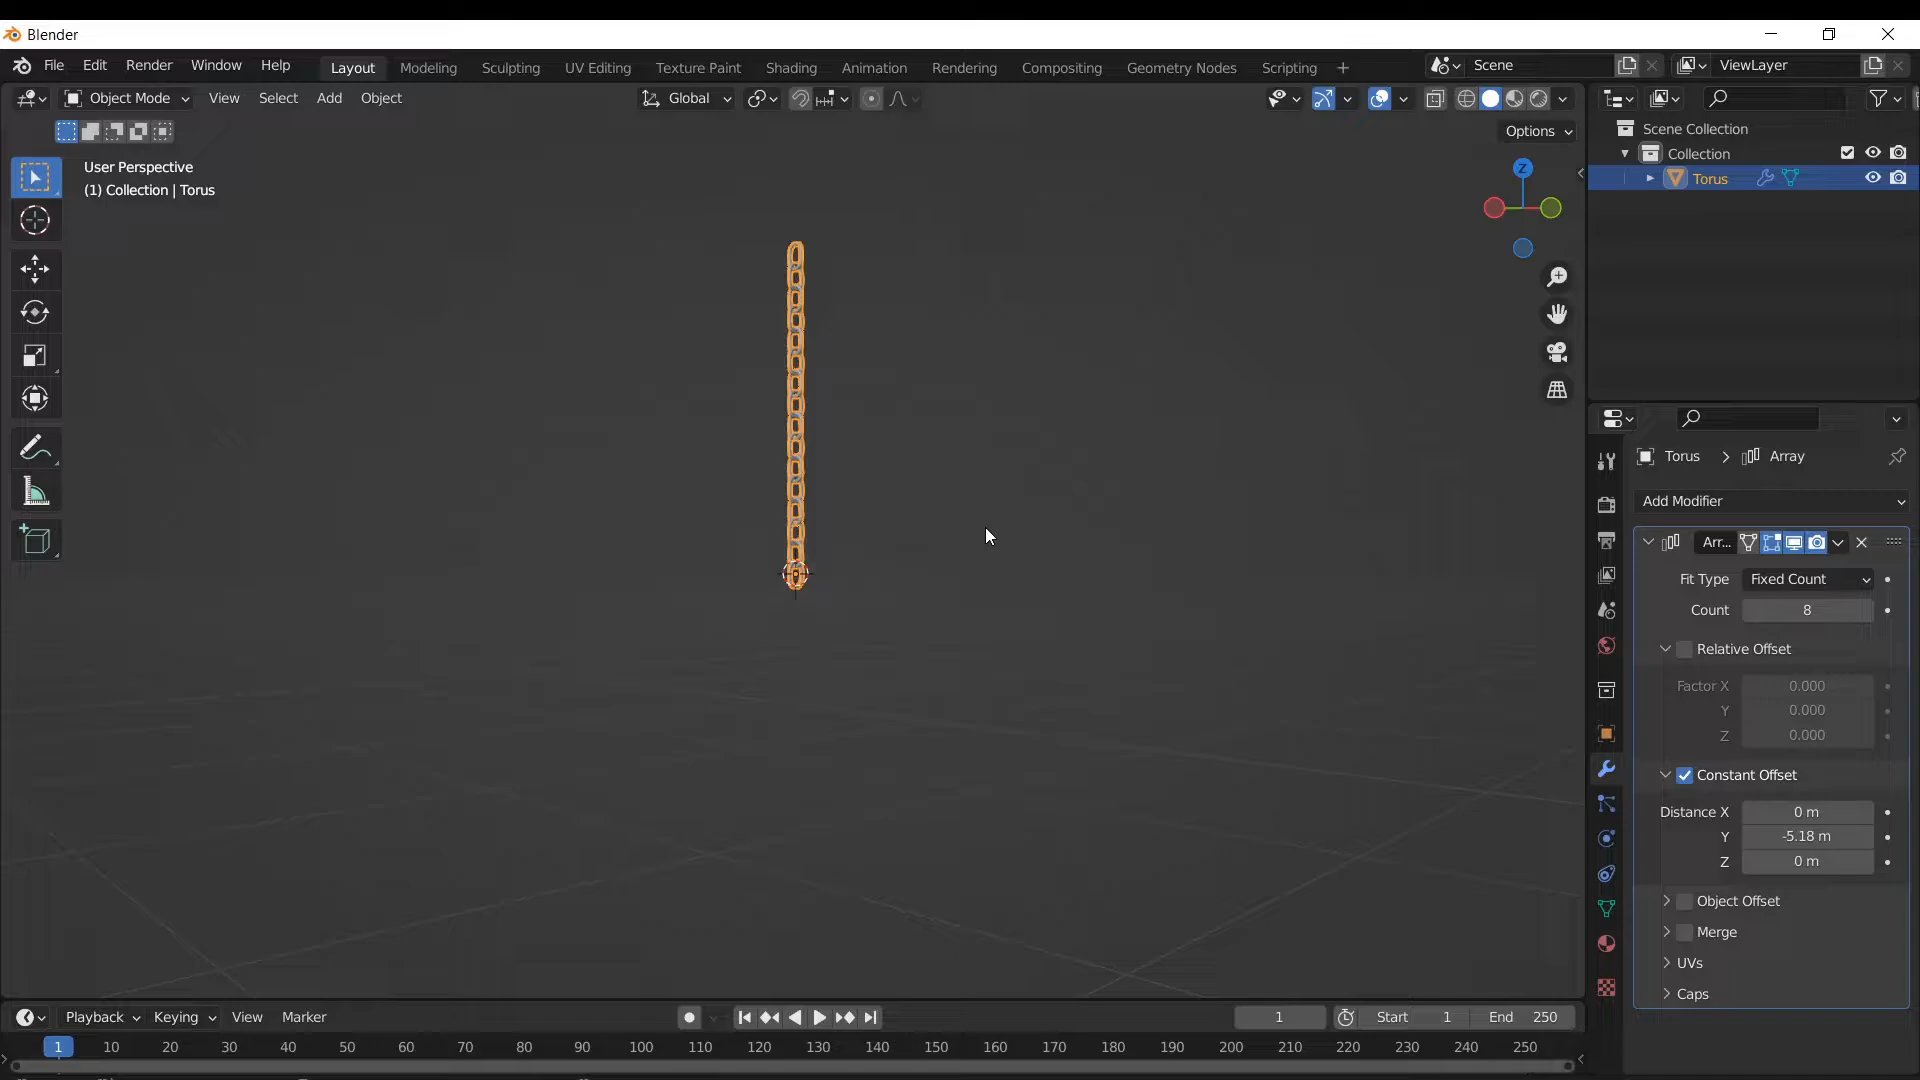 Blender
File Edit Render Window Help Layout Modeling Sculpting UV Editing Texture Paint Shading Animation Rendering Compositing Geometry Nodes Scripting + Scene ViewLayer
Object Mode View Select Add Object Global
Options
User Perspective
(1) Collection | Torus
Z
Scene Collection
Collection
Torus
Torus > Array
Add Modifier
Arr...
Fit Type Fixed Count
Count 8
Relative Offset
Factor X 0.000
Y 0.000
Z 0.000
Constant Offset
Distance X 0 m
Y -5.18 m
Z 0 m
Object Offset
Merge
UVs
Caps
Playback Keying View Marker 1 Start 1 End 250
1 10 20 30 40 50 60 70 80 90 100 110 120 130 140 150 160 170 180 190 200 210 220 230 240 250